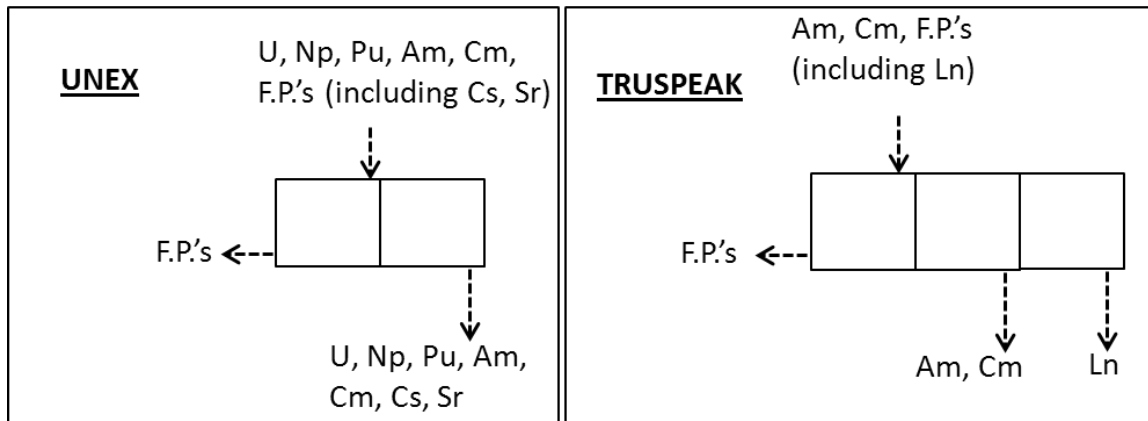 UNEX
U, Np, Pu, Am, Cm,
F.P.'s (including Cs, Sr)
F.P.'s
U, Np, Pu, Am,
Cm, Cs, Sr
TRUSPEAK
Am, Cm, F.P.'s
(including Ln)
F.P.'s
Am, Cm
Ln